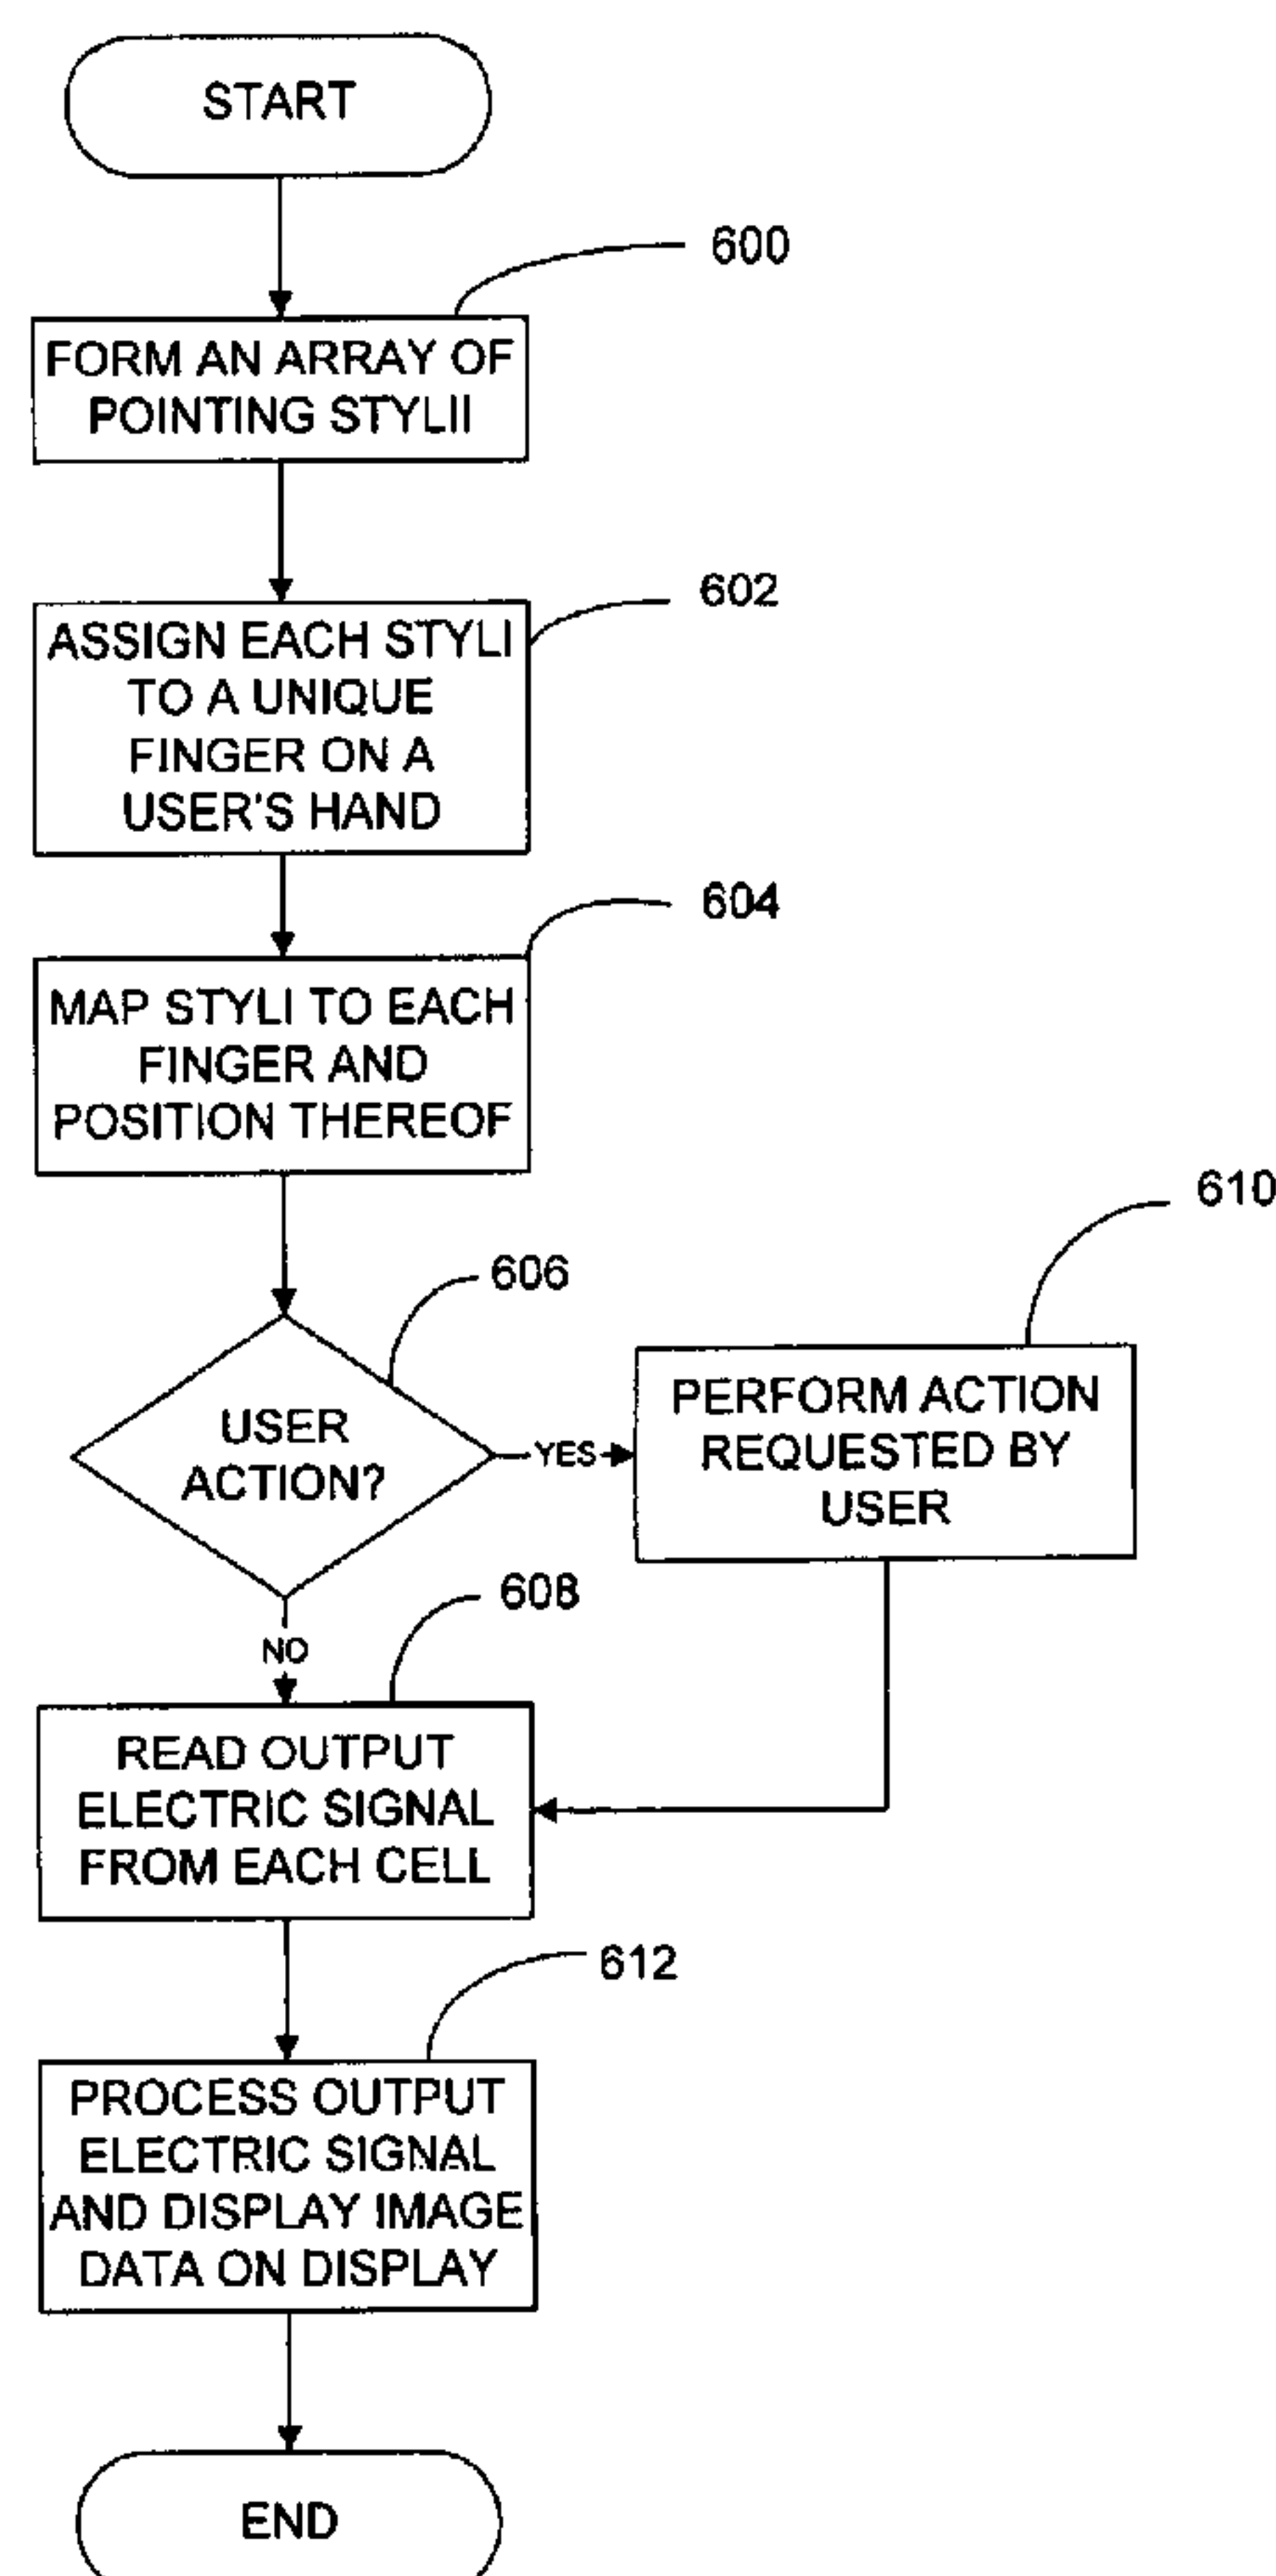 START
600
FORM AN ARRAY OF
POINTING STYLII
602
ASSIGN EACH STYLI
TO A UNIQUE
FINGER ON A
USER'S HAND
604
MAP STYLI TO EACH
FINGER AND
POSITION THEREOF
606
USER
ACTION?
YES
610
PERFORM ACTION
REQUESTED BY
USER
NO
608
READ OUTPUT
ELECTRIC SIGNAL
FROM EACH CELL
612
PROCESS OUTPUT
ELECTRIC SIGNAL
AND DISPLAY IMAGE
DATA ON DISPLAY
END